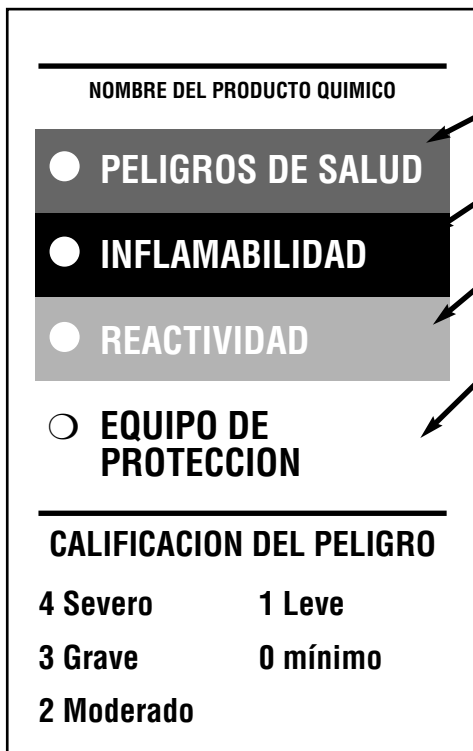 NOMBRE DEL PRODUCTO QUIMICO
PELIGROS DE SALUD
INFLAMABILIDAD
REACTIVIDAD
EQUIPO DE
PROTECCION
CALIFICACION DEL PELIGRO
4 Severo 1 Leve
3 Grave 0 mínimo
2 Moderado